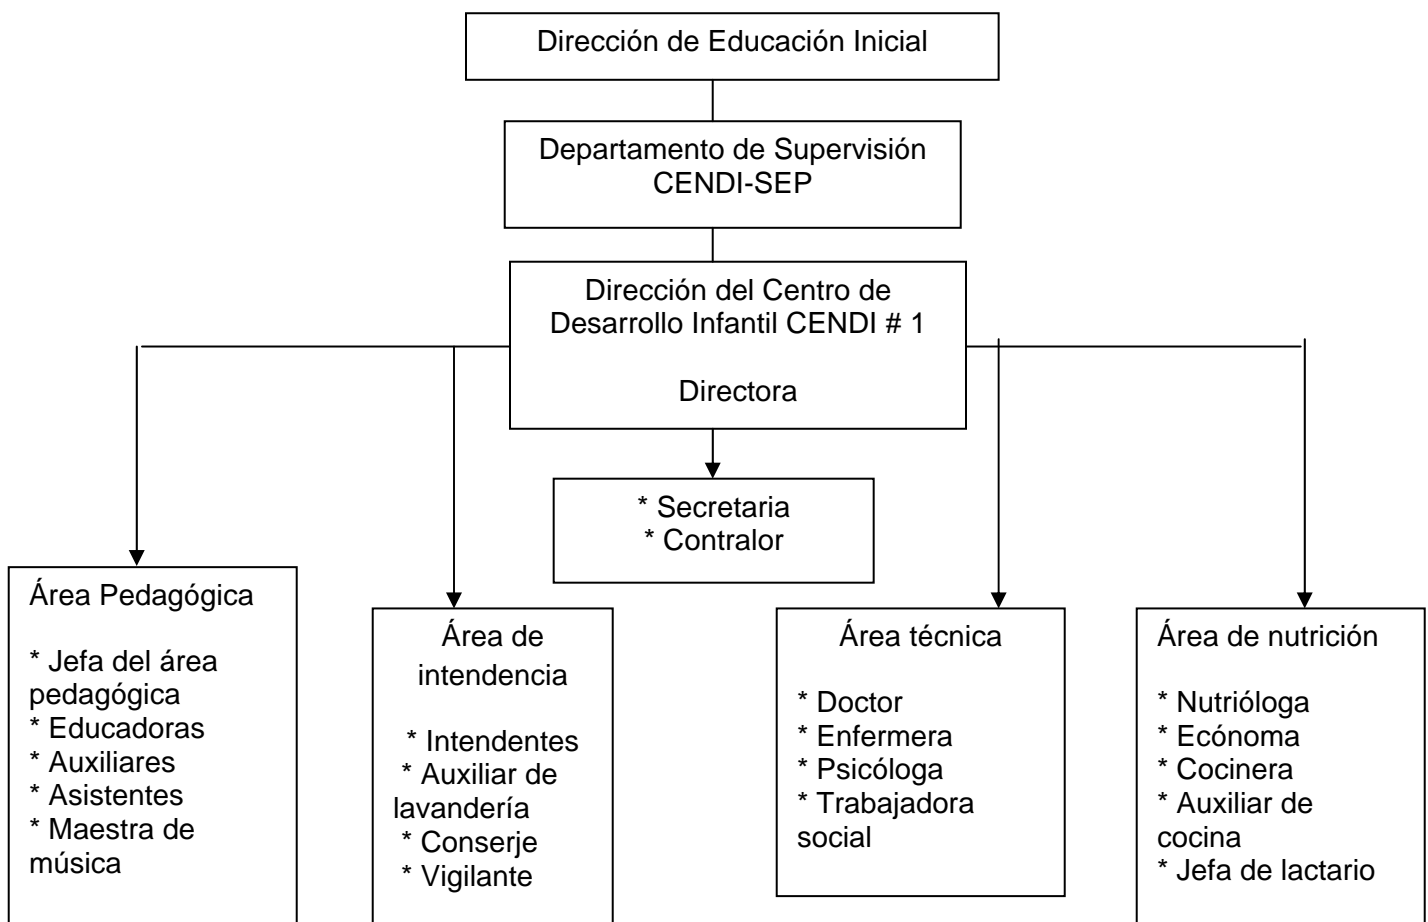 Dirección de Educación Inicial
Departamento de Supervisión
CENDI-SEP
Dirección del Centro de
Desarrollo Infantil CENDI # 1
Directora
* Secretaria
* Contralor
Área Pedagógica
* Jefa del área
pedagógica
* Educadoras
* Auxiliares
* Asistentes
* Maestra de
música
Área de
intendencia
* Intendentes
* Auxiliar de
lavandería
* Conserje
* Vigilante
Área técnica
* Doctor
* Enfermera
* Psicóloga
* Trabajadora
social
Área de nutrición
* Nutrióloga
* Ecónoma
* Cocinera
* Auxiliar de
cocina
* Jefa de lactario